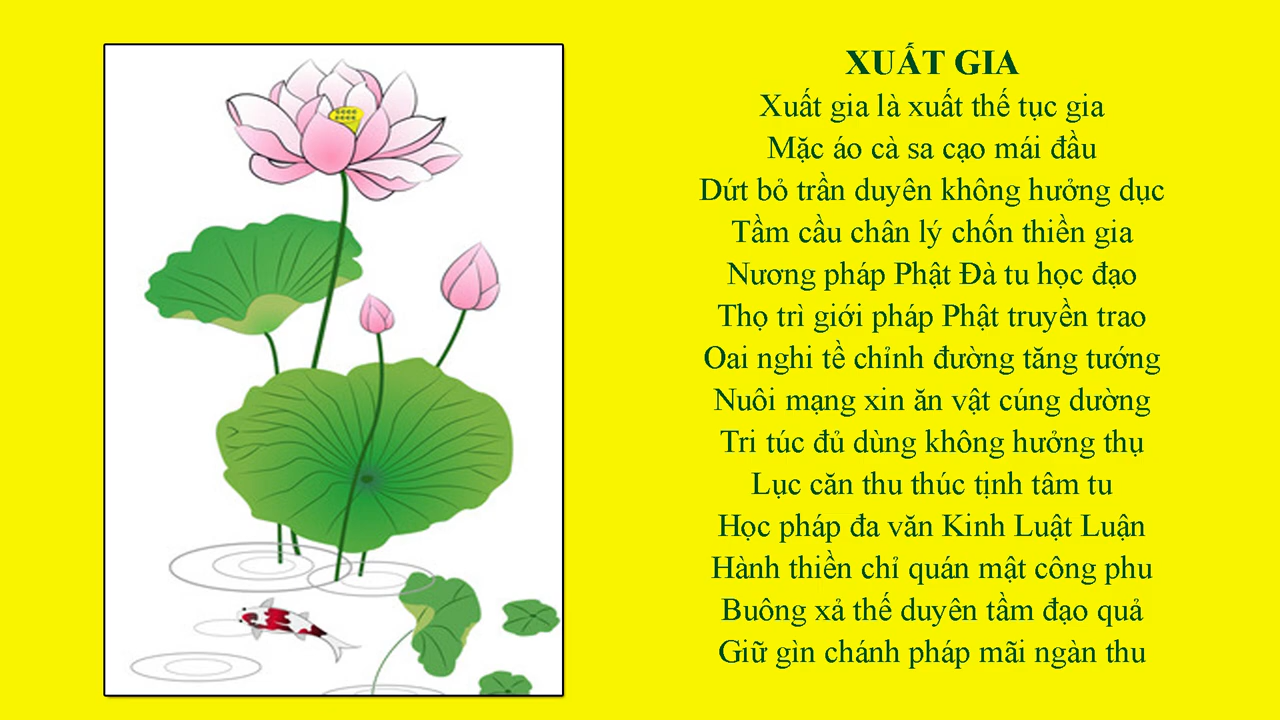 XUẤT GIA
Xuất gia là xuất thế tục gia
Mặc áo cà sa cạo mái đầu
Dứt bỏ trần duyên không hưởng dục
Tầm cầu chân lý chốn thiền gia
Nương pháp Phật Đà tu học đạo
Thọ trì giới pháp Phật truyền trao
Oai nghi tề chỉnh đường tăng tướng
Nuôi mạng xin ăn vật cúng dường
Tri túc đủ dùng không hưởng thụ
Lục căn thu thúc tịnh tâm tu
Học pháp đa văn Kinh Luật Luận
Hành thiền chỉ quán mật công phu
Buông xả thế duyên tầm đạo quả
Giữ gìn chánh pháp mãi ngàn thu